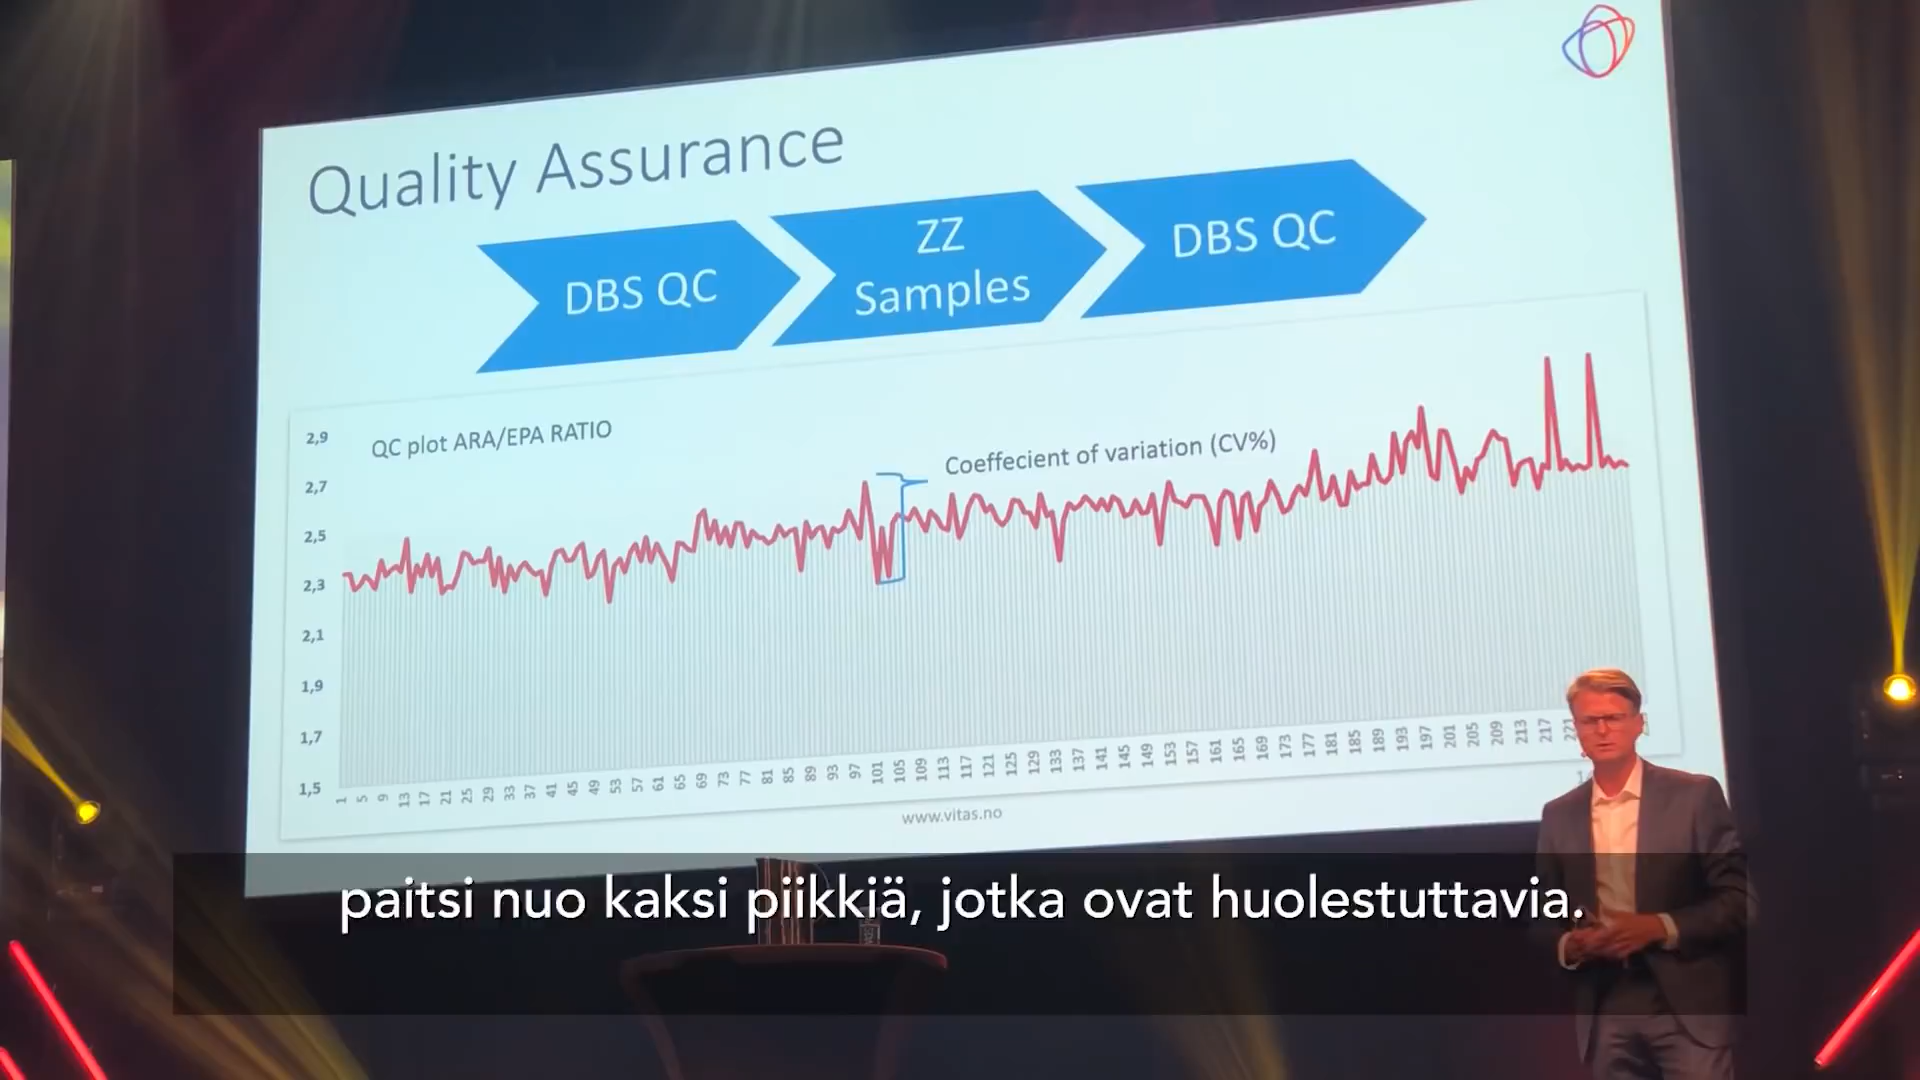 Quality Assurance
DBS QC
ZZ
Samples
DBS QC
QC plot ARA/EPA RATIO
Coeffecient of variation (CV%)
2,9
2,7
2,5
2,3
2,1
1,9
1,7
1,5
1 5 9 13 17 21 25 29 33 37 41 45 49 53 57 61 65 69 73 77 81 85 89 93 97 101 105 109 113 117 121 125 129 133 137 141 145 149 153 157 161 165 169 173 177 181 185 189 193 197 201 205 209 213 217 221
www.vitas.no
paitsi nuo kaksi piikkiä, jotka ovat huolestuttavia.